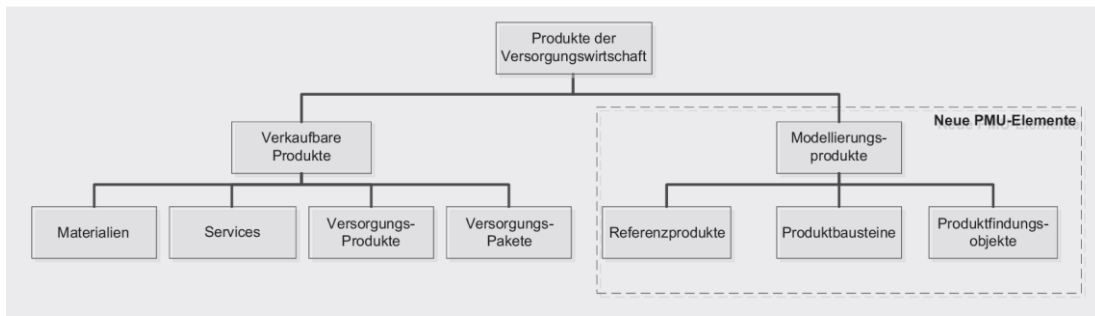 Produkte der
Versorgungswirtschaft
Neue PMU-Elemente
Verkaufbare
Produkte
Modellierungs-
produkte
Materialien
Services
Versorgungs-
Produkte
Versorgungs-
Pakete
Referenzprodukte
Produktbausteine
Produktfindungs-
objekte